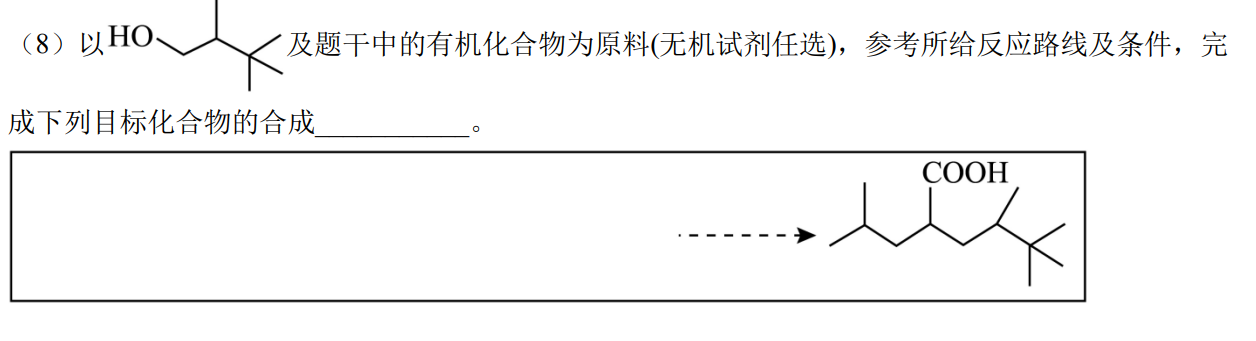 （8）以HO及题干中的有机化合物为原料(无机试剂任选)，参考所给反应路线及条件，完
成下列目标化合物的合成___________。
COOH